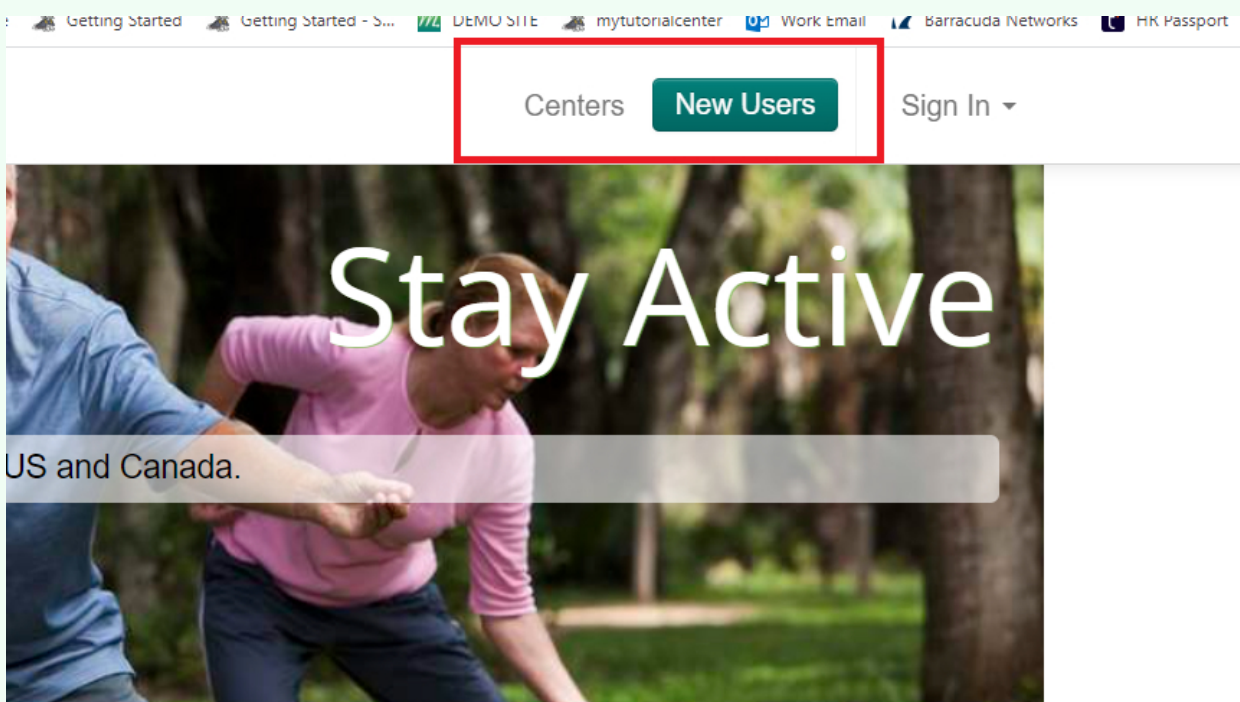 Getting Started Getting Started - S... DEMO SITE mytutorialcenter Work Email Barracuda Networks HR Passport
Centers New Users Sign In
Stay Active
US and Canada.